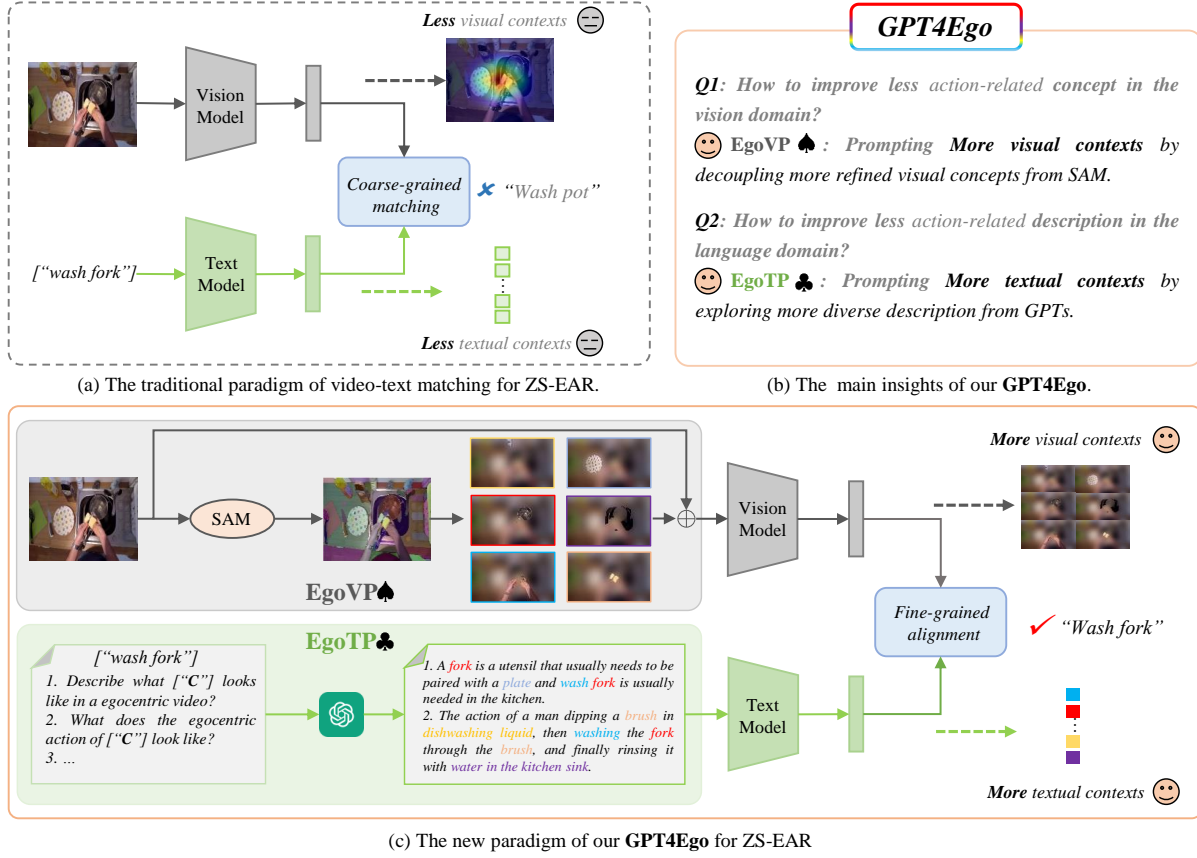 Less visual contexts
Vision
Model
Coarse-grained
matching
✘ “Wash pot”
[“wash fork”]
Text
Model
Less textual contexts
(a) The traditional paradigm of video-text matching for ZS-EAR.
GPT4Ego
Q1: How to improve less action-related concept in the
vision domain?
EgoVP♠: Prompting More visual contexts by
decoupling more refined visual concepts from SAM.
Q2: How to improve less action-related description in the
language domain?
EgoTP♣: Prompting More textual contexts by
exploring more diverse description from GPTs.
(b) The main insights of our GPT4Ego.
SAM
EgoVP♠
Vision
Model
More visual contexts
Fine-grained
alignment
✓ “Wash fork”
EgoTP♣
[“wash fork”]
1. Describe what [“C”] looks
like in a egocentric video?
2. What does the egocentric
action of [“C”] look like?
3. ...
1. A fork is a utensil that usually needs to be
paired with a plate and wash fork is usually
needed in the kitchen.
2. The action of a man dipping a brush in
dishwashing liquid, then washing the fork
through the brush, and finally rinsing it
with water in the kitchen sink.
Text
Model
More textual contexts
(c) The new paradigm of our GPT4Ego for ZS-EAR